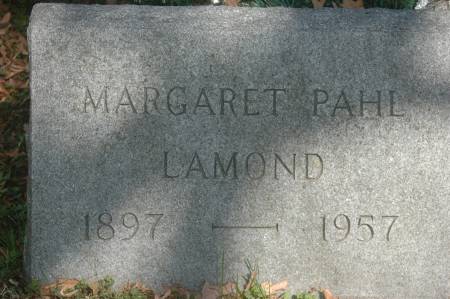 MARGARET PAHL
LAMOND
1897 — 1957